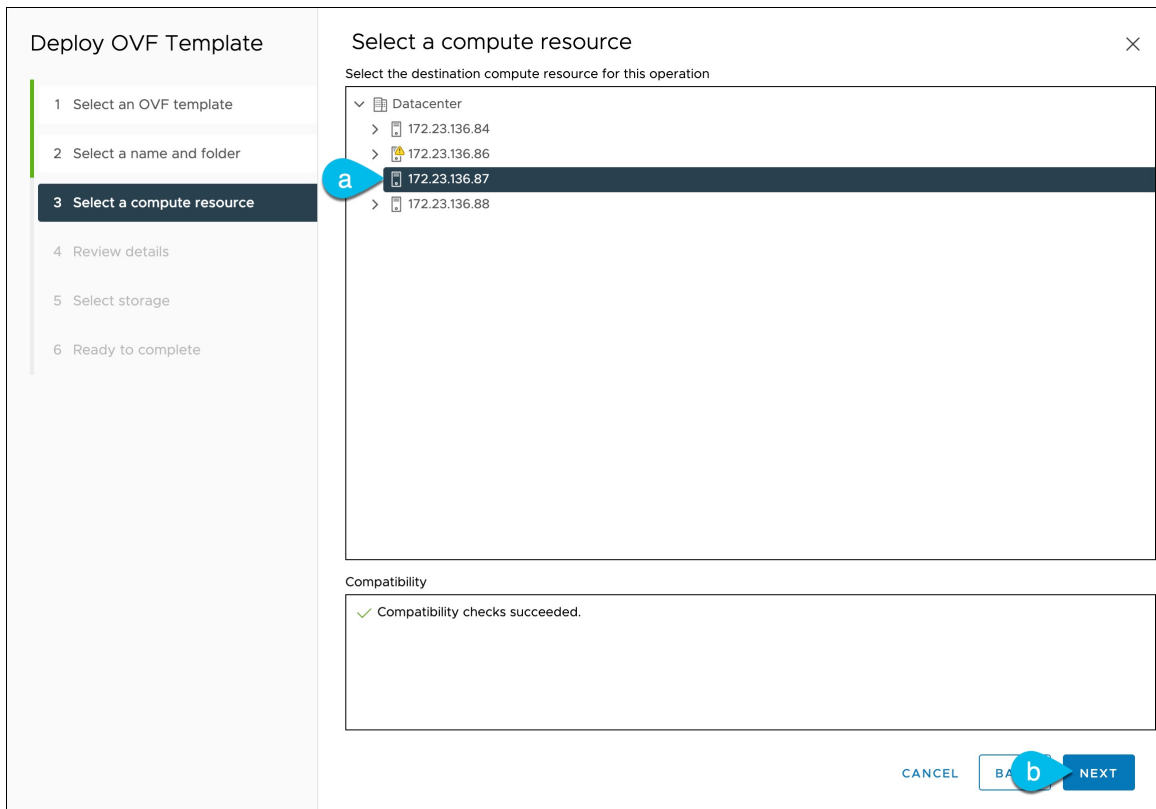 Deploy OVF Template
1 Select an OVF template
2 Select a name and folder
3 Select a compute resource
4 Review details
5 Select storage
6 Ready to complete
Select a compute resource
Select the destination compute resource for this operation
Datacenter
172.23.136.84
172.23.136.86
a
172.23.136.87
172.23.136.88
Compatibility
Compatibility checks succeeded.
CANCEL
b
NEXT